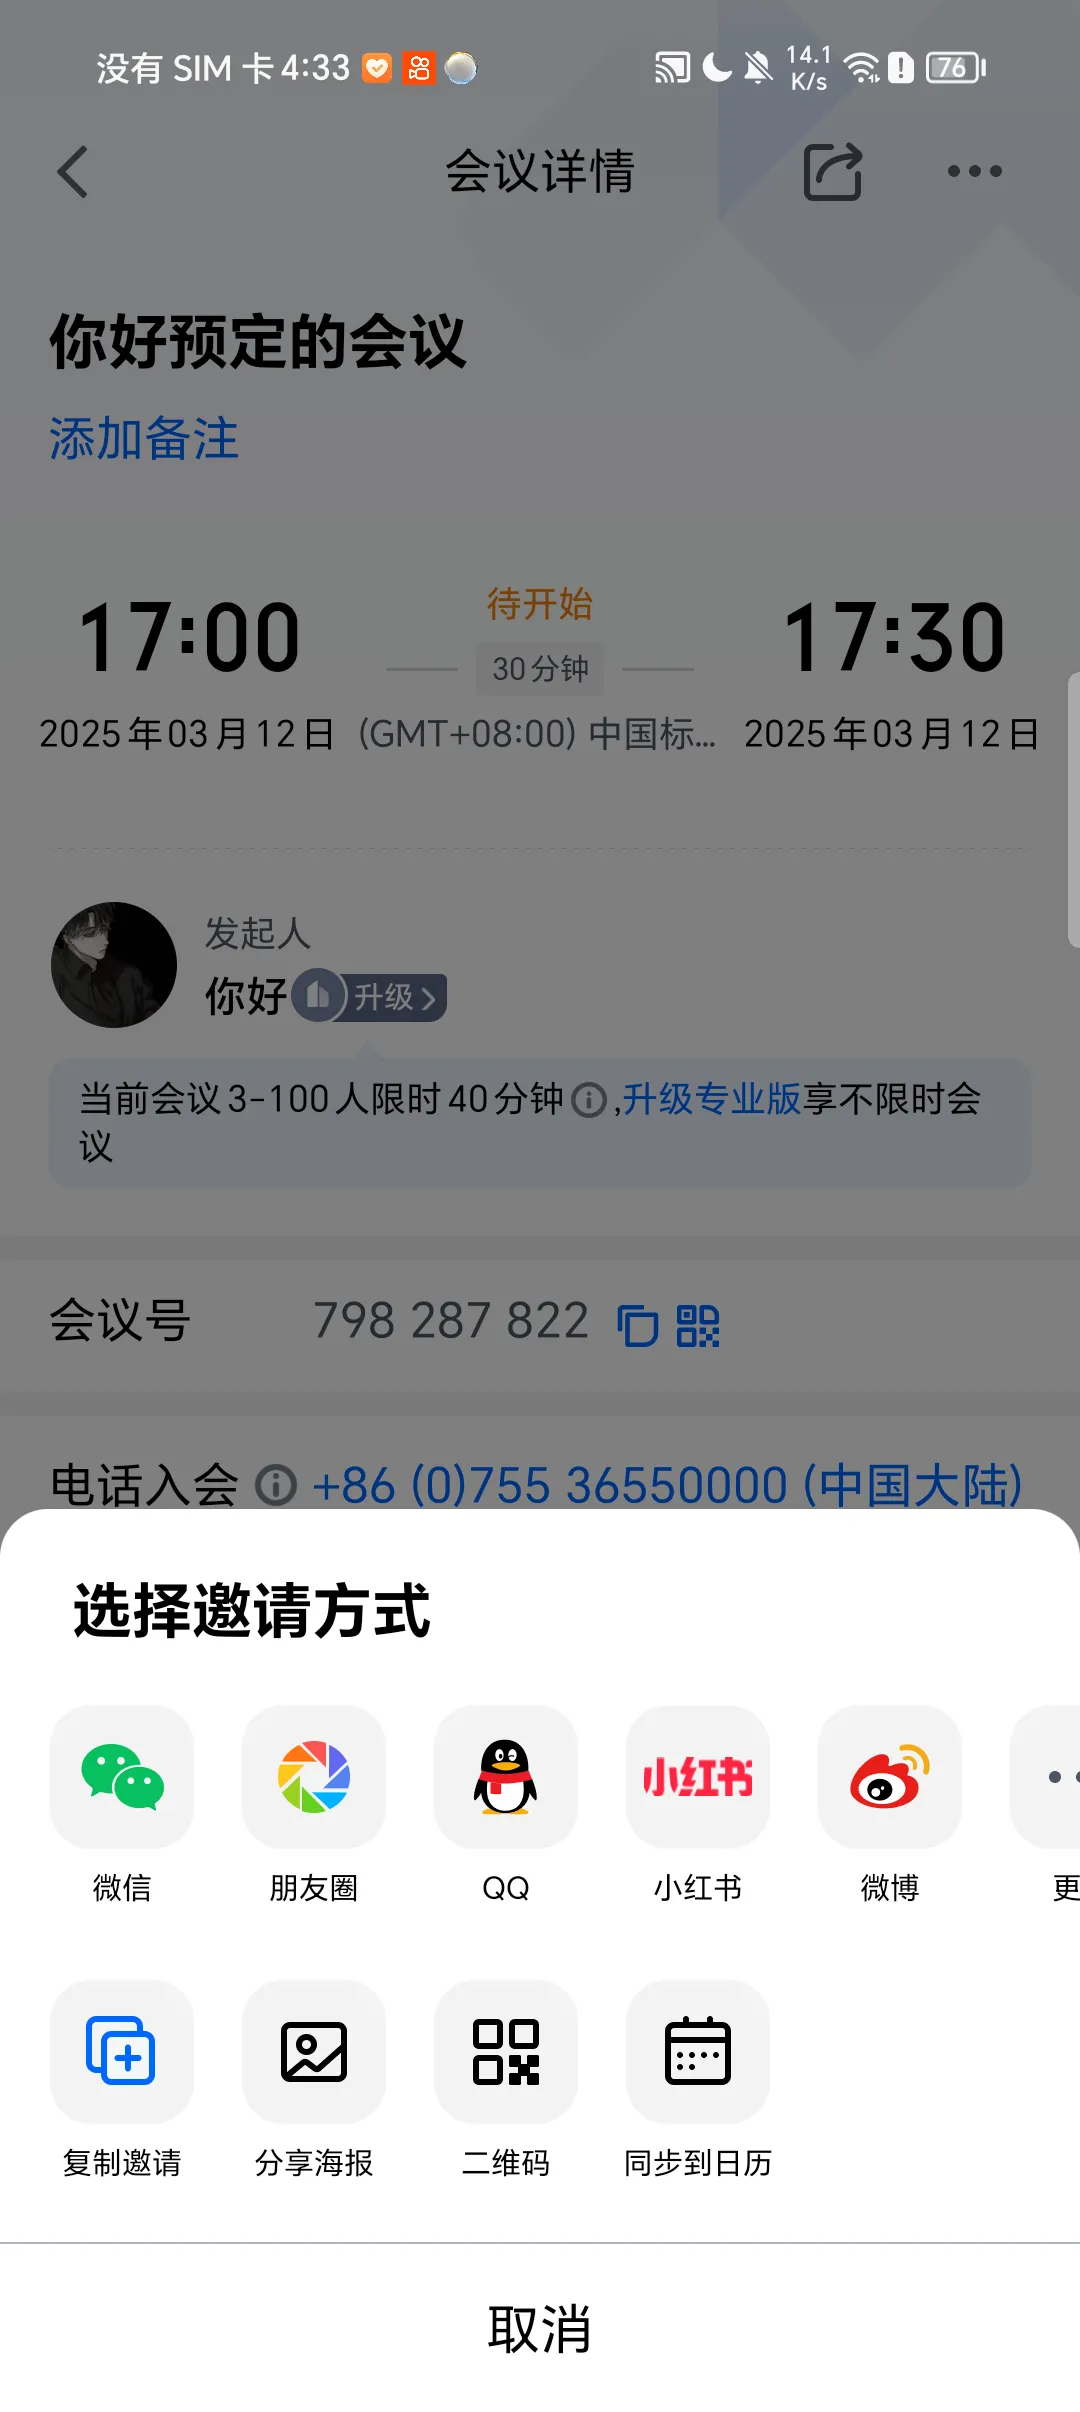 没有 SIM 卡 4:33
14.1 K/s
76
会议详情
你好预定的会议
添加备注
17:00
待开始
30分钟
17:30
2025年03月12日
(GMT+08:00) 中国标...
2025年03月12日
发起人
你好
升级
当前会议3-100人限时40分钟,升级专业版享不限时会
议
会议号
798 287 822
电话入会
+86 (0)755 36550000 (中国大陆)
选择邀请方式
小红书
微信
朋友圈
QQ
小红书
微博
更
复制邀请
分享海报
二维码
同步到日历
取消